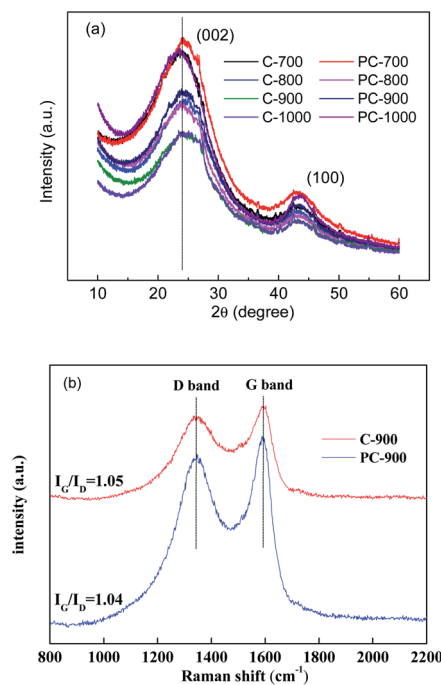 (a)
(002)
C-700 PC-700
C-800 PC-800
C-900 PC-900
C-1000 PC-1000
(100)
Intensity (a.u.)
10 20 30 40 50 60
2θ (degree)
(b)
D band G band
C-900
PC-900
I_G/I_D=1.05
I_G/I_D=1.04
intensity (a.u.)
800 1000 1200 1400 1600 1800 2000 2200
Raman shift (cm⁻¹)